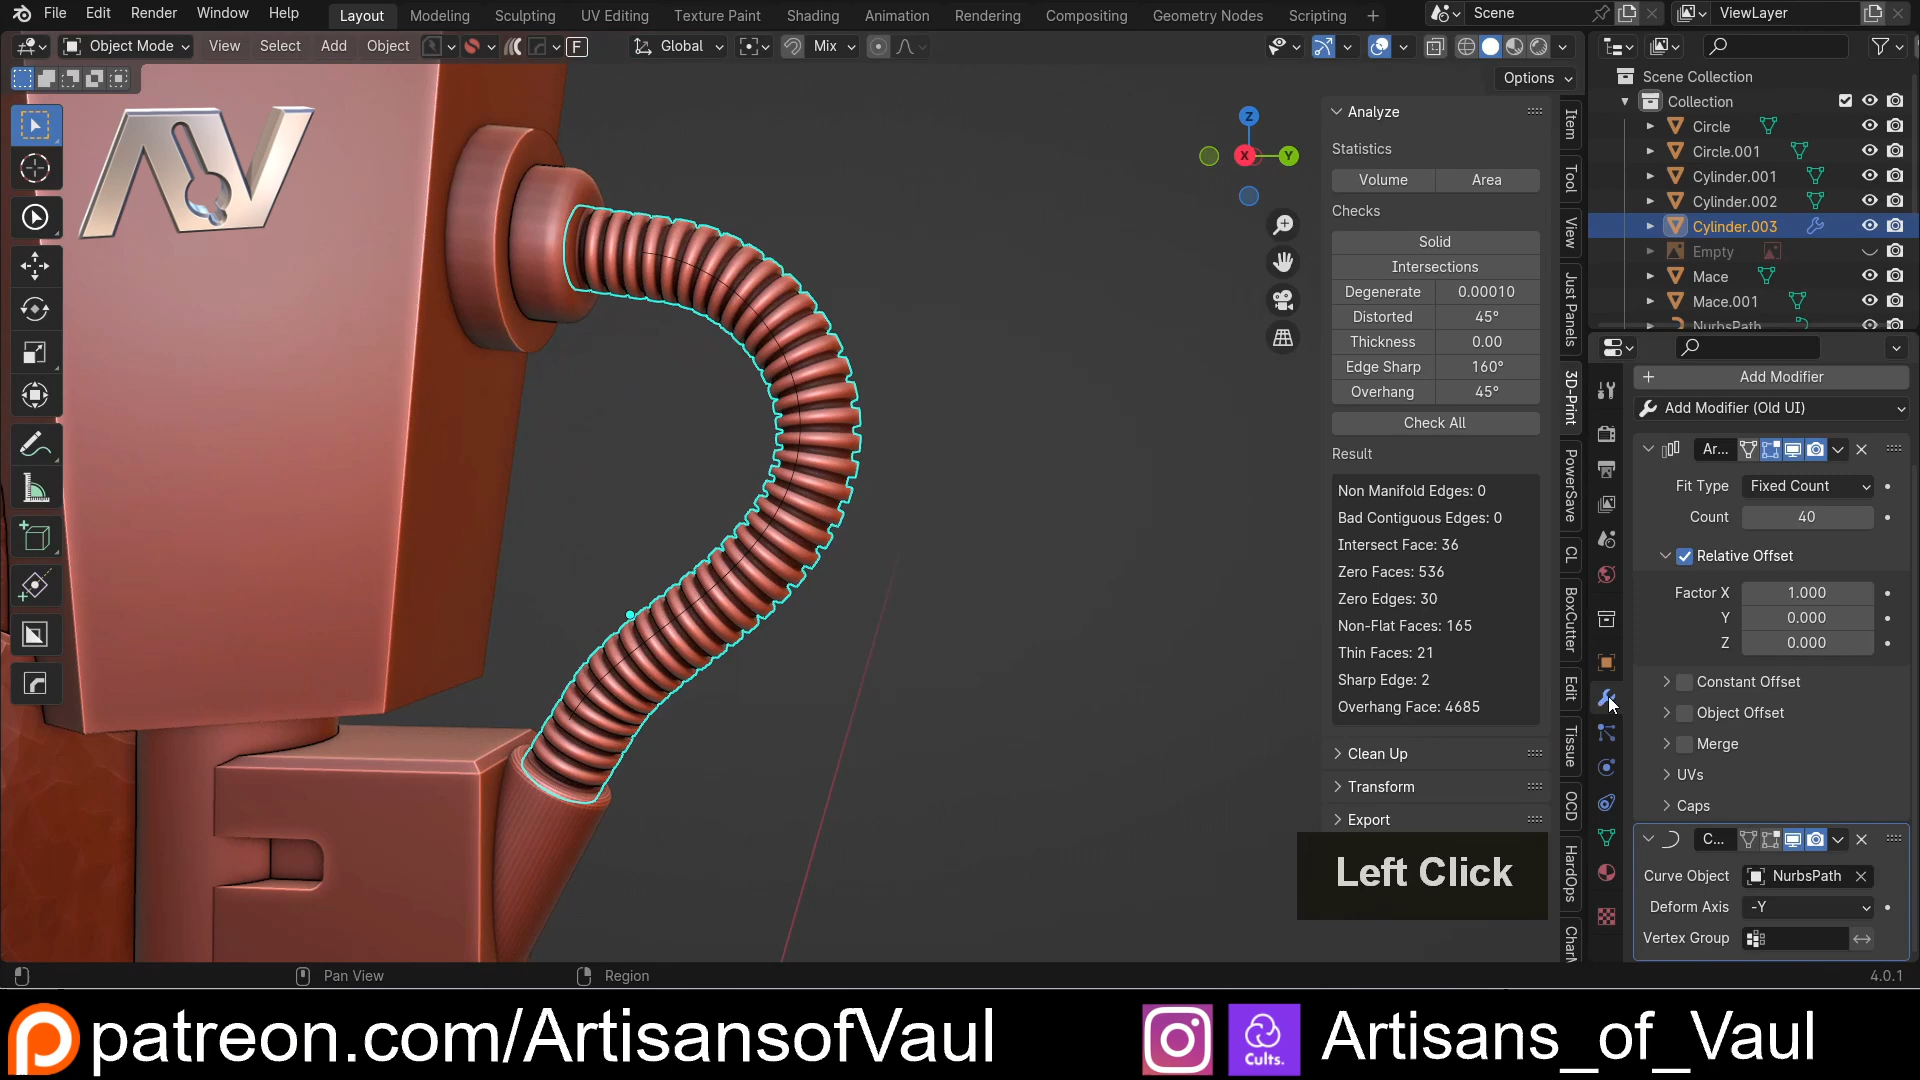 File Edit Render Window Help Layout Modeling Sculpting UV Editing Texture Paint Shading Animation Rendering Compositing Geometry Nodes Scripting + Scene ViewLayer
Object Mode View Select Add Object F Global Mix
Options
AV
Z
X Y
Analyze
Statistics
Volume Area
Checks
Solid
Intersections
Degenerate 0.00010
Distorted 45°
Thickness 0.00
Edge Sharp 160°
Overhang 45°
Check All
Result
Non Manifold Edges: 0
Bad Contiguous Edges: 0
Intersect Face: 36
Zero Faces: 536
Zero Edges: 30
Non-Flat Faces: 165
Thin Faces: 21
Sharp Edge: 2
Overhang Face: 4685
Clean Up
Transform
Export
Left Click
Item
Tool
View
Just Panels
3D-Print
PowerSave
CL
BoxCutter
Edit
Tissue
OCD
HardOps
Scene Collection
Collection
Circle
Circle.001
Cylinder.001
Cylinder.002
Cylinder.003
Empty
Mace
Mace.001
NurbsPath
Add Modifier
Add Modifier (Old UI)
Ar...
Fit Type Fixed Count
Count 40
Relative Offset
Factor X 1.000
Y 0.000
Z 0.000
Constant Offset
Object Offset
Merge
UVs
Caps
C...
Curve Object NurbsPath
Deform Axis -Y
Vertex Group
Pan View Region 4.0.1
patreon.com/ArtisansofVaul Cults. Artisans_of_Vaul